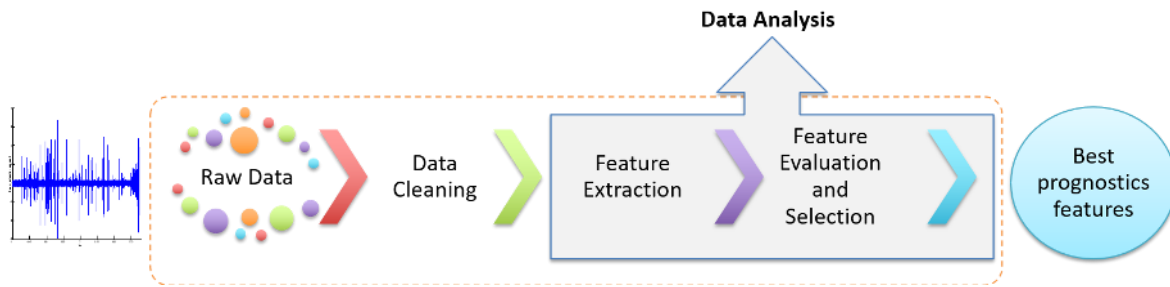 Data Analysis
Raw Data
Data
Cleaning
Feature
Extraction
Feature
Evaluation
and
Selection
Best
prognostics
features